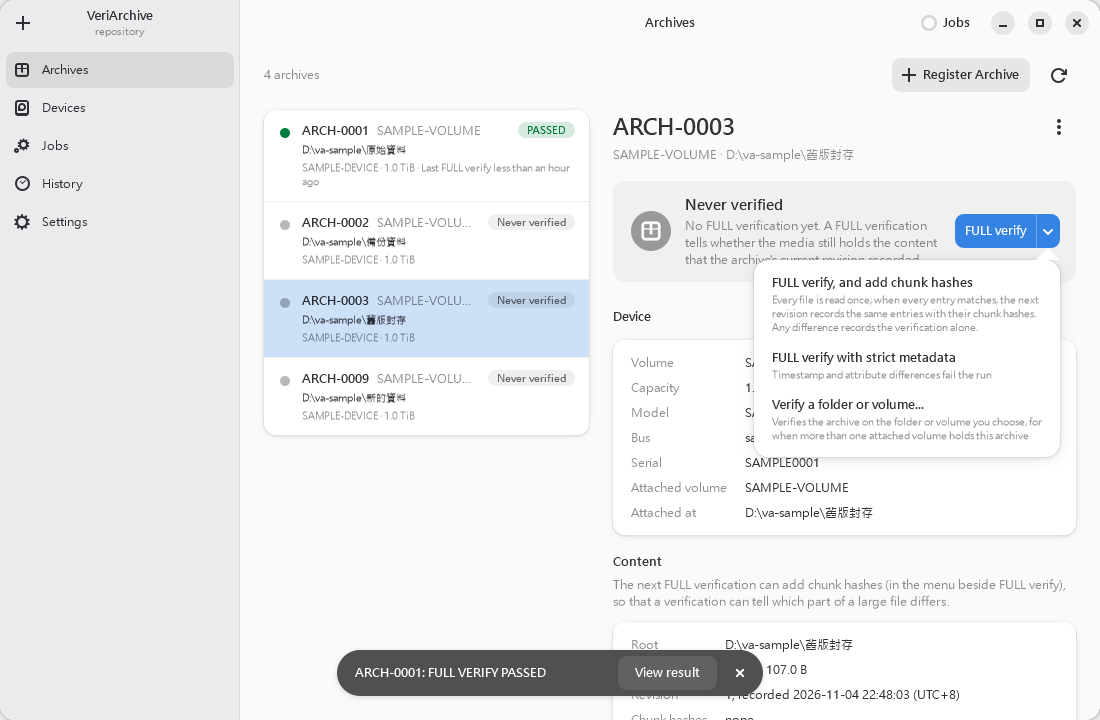 VeriArchive
repository
Archives
Devices
Jobs
History
Settings
Archives
Jobs
4 archives
Register Archive
ARCH-0001 SAMPLE-VOLUME PASSED
D:\va-sample\原始資料
SAMPLE-DEVICE · 1.0 TiB · Last FULL verify less than an hour
ago
ARCH-0002 SAMPLE-VOLU... Never verified
D:\va-sample\備份資料
SAMPLE-DEVICE · 1.0 TiB
ARCH-0003 SAMPLE-VOLU... Never verified
D:\va-sample\舊版封存
SAMPLE-DEVICE · 1.0 TiB
ARCH-0009 SAMPLE-VOLU... Never verified
D:\va-sample\新的資料
SAMPLE-DEVICE · 1.0 TiB
ARCH-0003
SAMPLE-VOLUME · D:\va-sample\舊版封存
Never verified
No FULL verification yet. A FULL verification
tells whether the media still holds the content
that the archive's current revision recorded.
FULL verify
FULL verify, and add chunk hashes
Every file is read once; when every entry matches, the next
revision records the same entries with their chunk hashes.
Any difference records the verification alone.
FULL verify with strict metadata
Timestamp and attribute differences fail the run
Verify a folder or volume...
Verifies the archive on the folder or volume you choose, for
when more than one attached volume holds this archive
Device
Volume
Capacity
Model
Bus
Serial SAMPLE0001
Attached volume SAMPLE-VOLUME
Attached at D:\va-sample\舊版封存
Content
The next FULL verification can add chunk hashes (in the menu beside FULL verify),
so that a verification can tell which part of a large file differs.
Root D:\va-sample\舊版封存
107.0 B
Revision 1, recorded 2026-11-04 22:48:03 (UTC+8)
Chunk hashes none
ARCH-0001: FULL VERIFY PASSED
View result